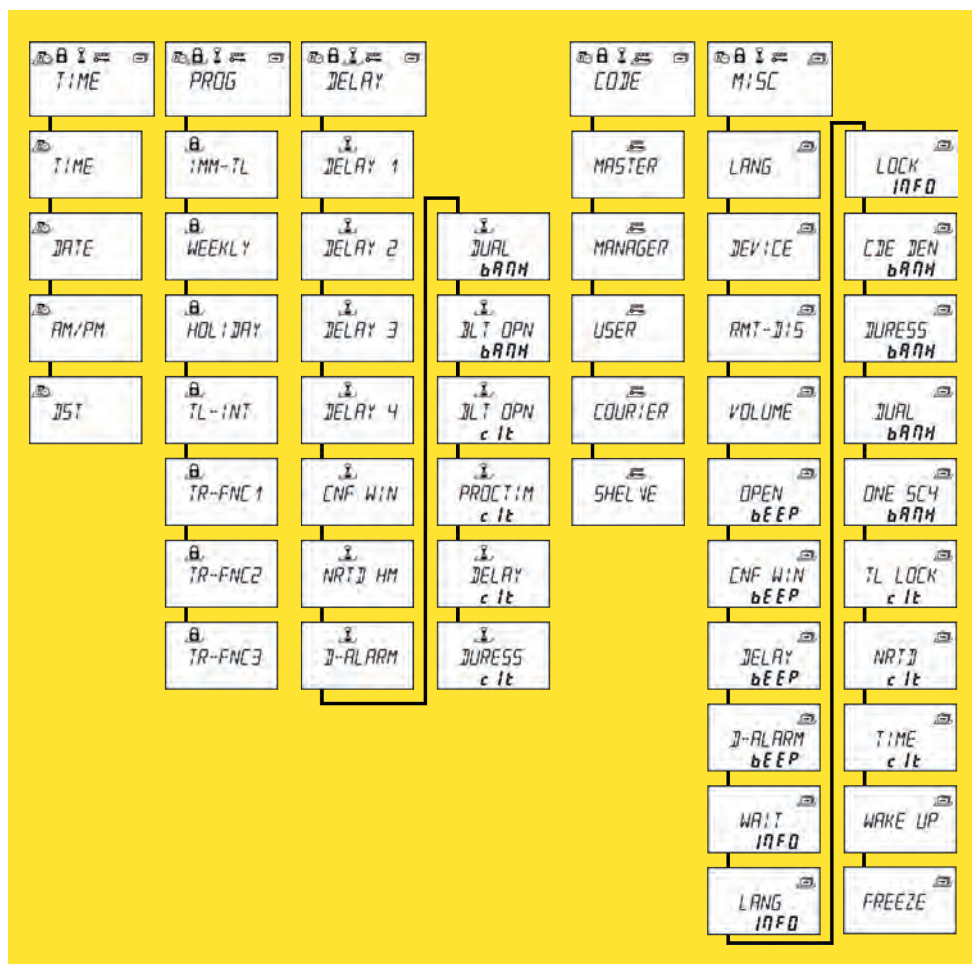 TIME
TIME
DATE
AM/PM
DST
PROG
IMM-TL
WEEKLY
HOLIDAY
TL-INT
TR-FNC1
TR-FNC2
TR-FNC3
DELAY
DELAY 1
DELAY 2
DELAY 3
DELAY 4
CNF WIN
NRTD HM
D-ALARM
DUAL
bANK
DLT OPN
bANK
DLT OPN
clt
PROCTIM
clt
DELAY
clt
DURESS
clt
CODE
MASTER
MANAGER
USER
COURIER
SHELVE
MISC
LANG
DEVICE
RMT-DIS
VOLUME
OPEN
bEEP
CNF WIN
bEEP
DELAY
bEEP
D-ALARM
bEEP
WAIT
INFO
LANG
INFO
LOCK
INFO
CDE DEN
bANK
DURESS
bANK
DUAL
bANK
ONE SC4
bANK
TL LOCK
clt
NRTD
clt
TIME
clt
WAKE UP
FREEZE